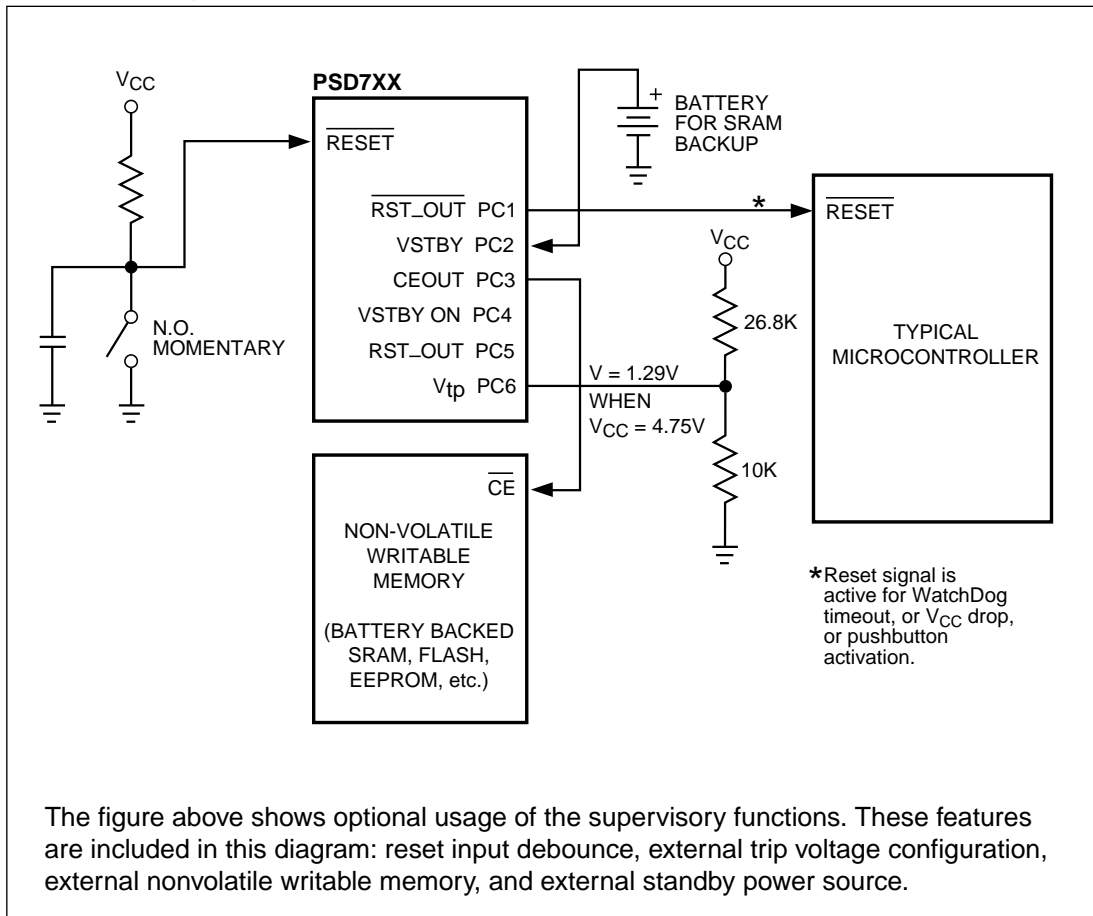 VCC
PSD7XX
RESET
RST_OUT PC1
VSTBY PC2
CEOUT PC3
VSTBY ON PC4
RST_OUT PC5
Vtp PC6
N.O.
MOMENTARY
+
BATTERY
FOR SRAM
BACKUP
*
RESET
TYPICAL
MICROCONTROLLER
VCC
26.8K
V = 1.29V
WHEN
VCC = 4.75V
10K
CE
NON-VOLATILE
WRITABLE
MEMORY
(BATTERY BACKED
SRAM, FLASH,
EEPROM, etc.)
*Reset signal is
active for WatchDog
timeout, or VCC drop,
or pushbutton
activation.
The figure above shows optional usage of the supervisory functions. These features
are included in this diagram: reset input debounce, external trip voltage configuration,
external nonvolatile writable memory, and external standby power source.